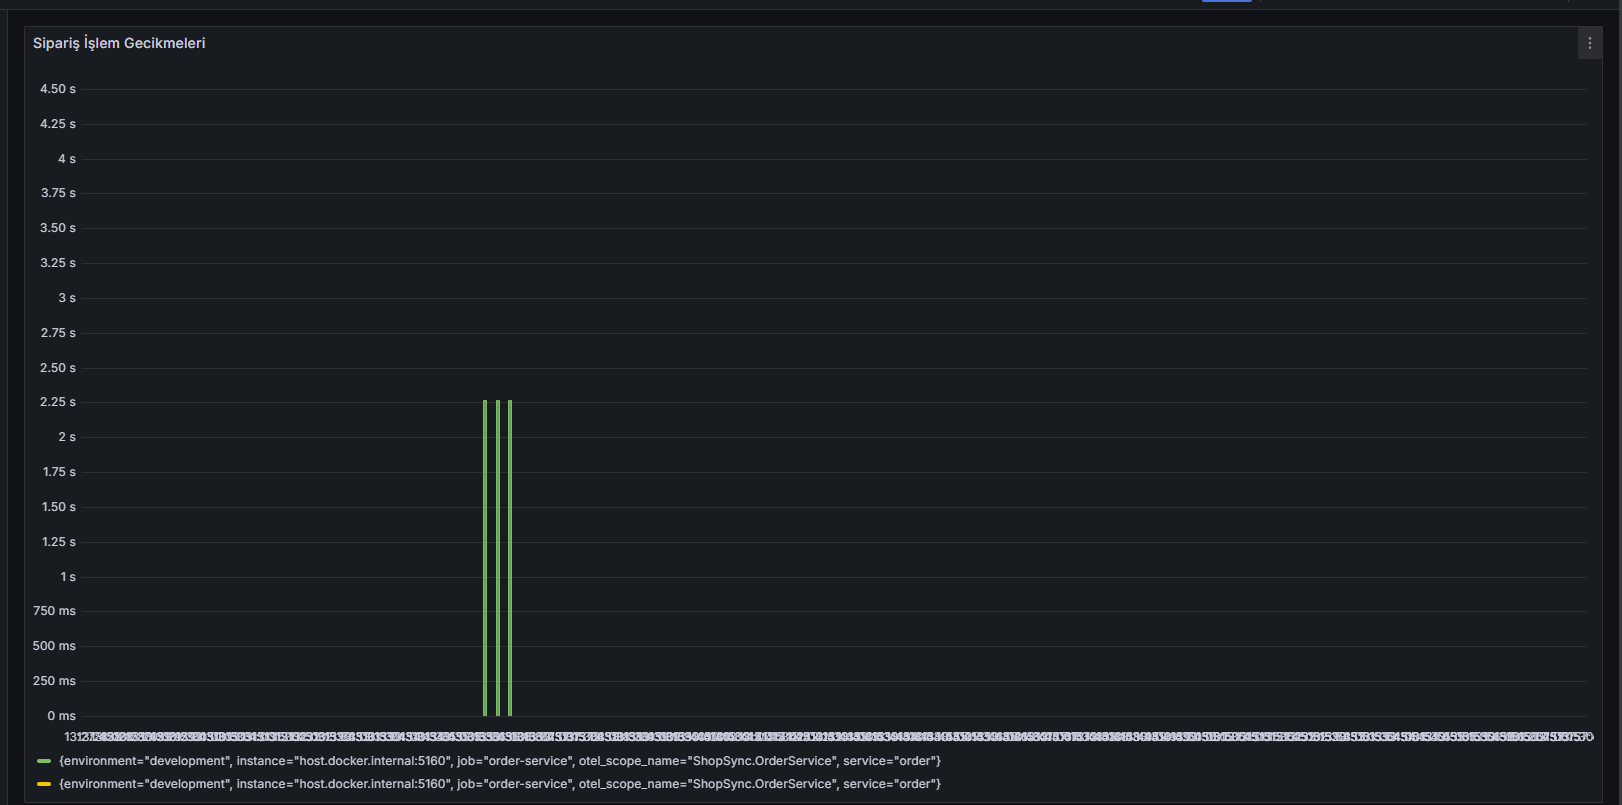 Sipariş İşlem Gecikmeleri
4.50 s
4.25 s
4 s
3.75 s
3.50 s
3.25 s
3 s
2.75 s
2.50 s
2.25 s
2 s
1.75 s
1.50 s
1.25 s
1 s
750 ms
500 ms
250 ms
0 ms
{environment="development", instance="host.docker.internal:5160", job="order-service", otel_scope_name="ShopSync.OrderService", service="order"}
{environment="development", instance="host.docker.internal:5160", job="order-service", otel_scope_name="ShopSync.OrderService", service="order"}